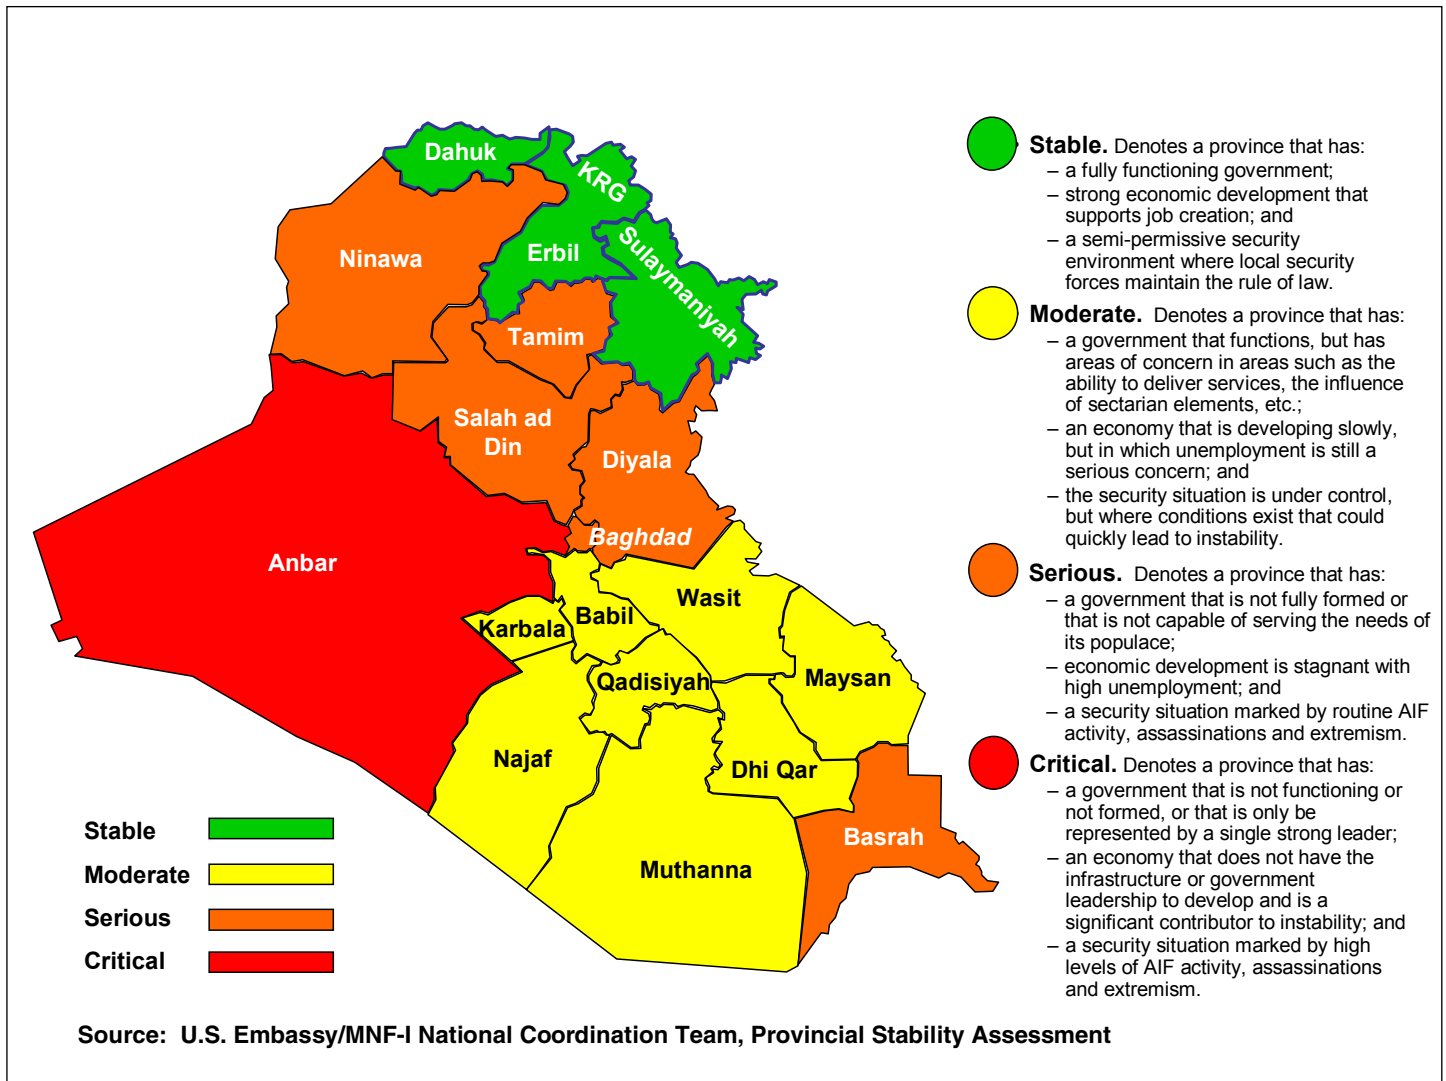 Dahuk
KRG
Ninawa
Erbil
Sulaymaniyah
Tamim
Salah ad
Din
Diyala
Baghdad
Anbar
Wasit
Babil
Karbala
Qadisiyah
Maysan
Najaf
Dhi Qar
Muthanna
Basrah
Stable
Moderate
Serious
Critical
Stable. Denotes a province that has:
– a fully functioning government;
– strong economic development that
supports job creation; and
– a semi-permissive security
environment where local security
forces maintain the rule of law.
Moderate. Denotes a province that has:
– a government that functions, but has
areas of concern in areas such as the
ability to deliver services, the influence
of sectarian elements, etc.;
– an economy that is developing slowly,
but in which unemployment is still a
serious concern; and
– the security situation is under control,
but where conditions exist that could
quickly lead to instability.
Serious. Denotes a province that has:
– a government that is not fully formed or
that is not capable of serving the needs of
its populace;
– economic development is stagnant with
high unemployment; and
– a security situation marked by routine AIF
activity, assassinations and extremism.
Critical. Denotes a province that has:
– a government that is not functioning or
not formed, or that is only be
represented by a single strong leader;
– an economy that does not have the
infrastructure or government
leadership to develop and is a
significant contributor to instability; and
– a security situation marked by high
levels of AIF activity, assassinations
and extremism.
Source: U.S. Embassy/MNF-I National Coordination Team, Provincial Stability Assessment